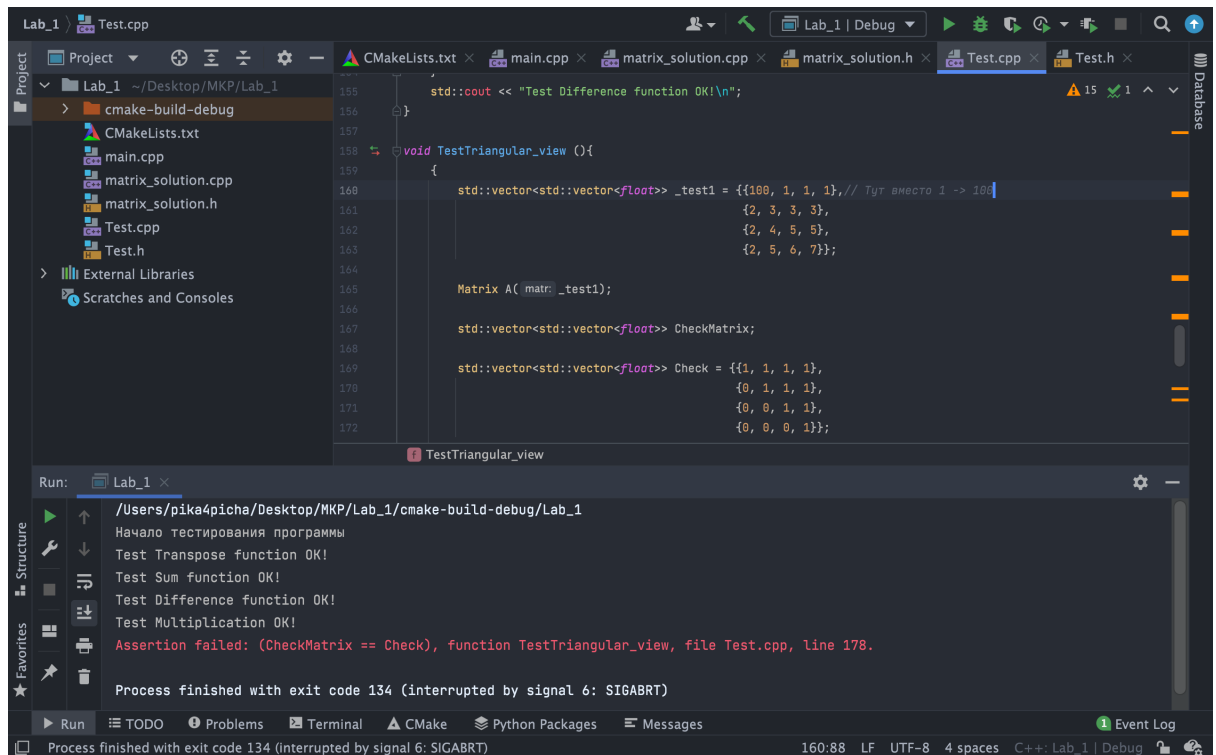 Lab_1 〉 Test.cpp
Lab_1 | Debug
Project
CMakeLists.txt
main.cpp
matrix_solution.cpp
matrix_solution.h
Test.cpp
Test.h
Project
Lab_1 ~/Desktop/MKP/Lab_1
cmake-build-debug
CMakeLists.txt
main.cpp
matrix_solution.cpp
matrix_solution.h
Test.cpp
Test.h
External Libraries
Scratches and Consoles
Database
15 1
155 std::cout << "Test Difference function OK!\n";
156 }
157
158 void TestTriangular_view (){
159 {
160 std::vector<std::vector<float>> _test1 = {{100, 1, 1, 1},// Тут вместо 1 -> 100
161 {2, 3, 3, 3},
162 {2, 4, 5, 5},
163 {2, 5, 6, 7}};
164
165 Matrix A( matr: _test1);
166
167 std::vector<std::vector<float>> CheckMatrix;
168
169 std::vector<std::vector<float>> Check = {{1, 1, 1, 1},
170 {0, 1, 1, 1},
171 {0, 0, 1, 1},
172 {0, 0, 0, 1}};
f TestTriangular_view
Run: Lab_1
/Users/pika4picha/Desktop/MKP/Lab_1/cmake-build-debug/Lab_1
Начало тестирования программы
Test Transpose function OK!
Test Sum function OK!
Test Difference function OK!
Test Multiplication OK!
Assertion failed: (CheckMatrix == Check), function TestTriangular_view, file Test.cpp, line 178.
Process finished with exit code 134 (interrupted by signal 6: SIGABRT)
Structure
Favorites
Run
TODO
Problems
Terminal
CMake
Python Packages
Messages
1 Event Log
Process finished with exit code 134 (interrupted by signal 6: SIGABRT)
160:88 LF UTF-8 4 spaces C++: Lab_1 | Debug